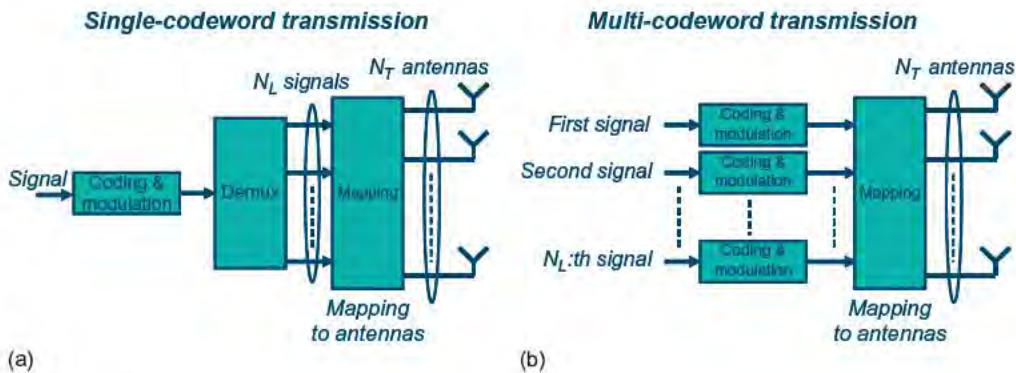 Single-codeword transmission
N_L signals
N_T antennas
Signal
Coding &
modulation
Demux
Mapping
Mapping
to antennas
(a)
Multi-codeword transmission
N_T antennas
First signal
Coding &
modulation
Second signal
Coding &
modulation
N_L:th signal
Coding &
modulation
Mapping
Mapping
to antennas
(b)